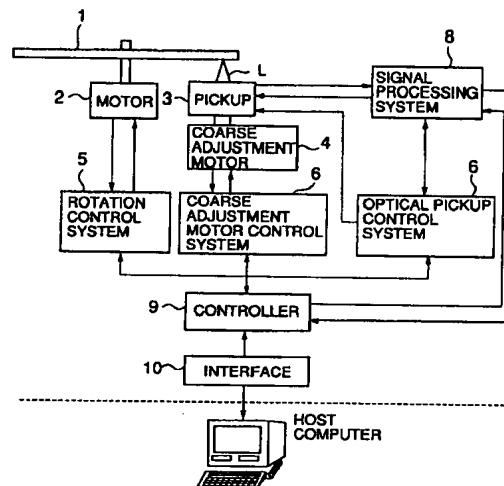 1
8
2
MOTOR
L
3
PICKUP
SIGNAL
PROCESSING
SYSTEM
COARSE
ADJUSTMENT
MOTOR
4
5
6
6
ROTATION
CONTROL
SYSTEM
COARSE
ADJUSTMENT
MOTOR CONTROL
SYSTEM
OPTICAL PICKUP
CONTROL
SYSTEM
9
CONTROLLER
10
INTERFACE
HOST
COMPUTER